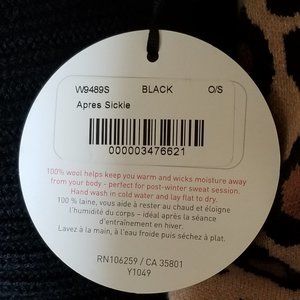 W9489S BLACK O/S
Apres Sickle
000003476621
100% wool helps keep you warm and wicks moisture away
from your body - perfect for post-winter sweat session.
Hand wash in cold water and lay flat to dry.
100 % laine, vous aide à rester au chaud et éloigne
l'humidité du corps – idéal après la séance
d'entraînement en hiver.
Lavez à la main, à l'eau froide puis séchez à plat.
RN106259 / CA 35801
Y1049